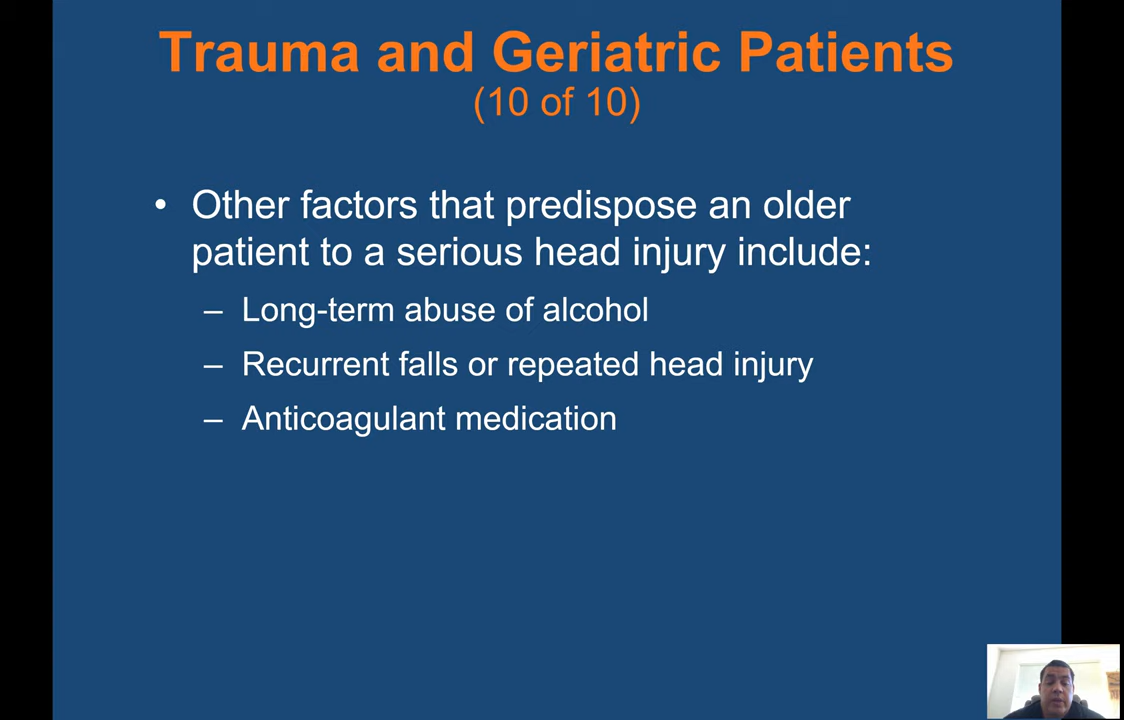 Trauma and Geriatric Patients
(10 of 10)
• Other factors that predispose an older
patient to a serious head injury include:
– Long-term abuse of alcohol
– Recurrent falls or repeated head injury
– Anticoagulant medication